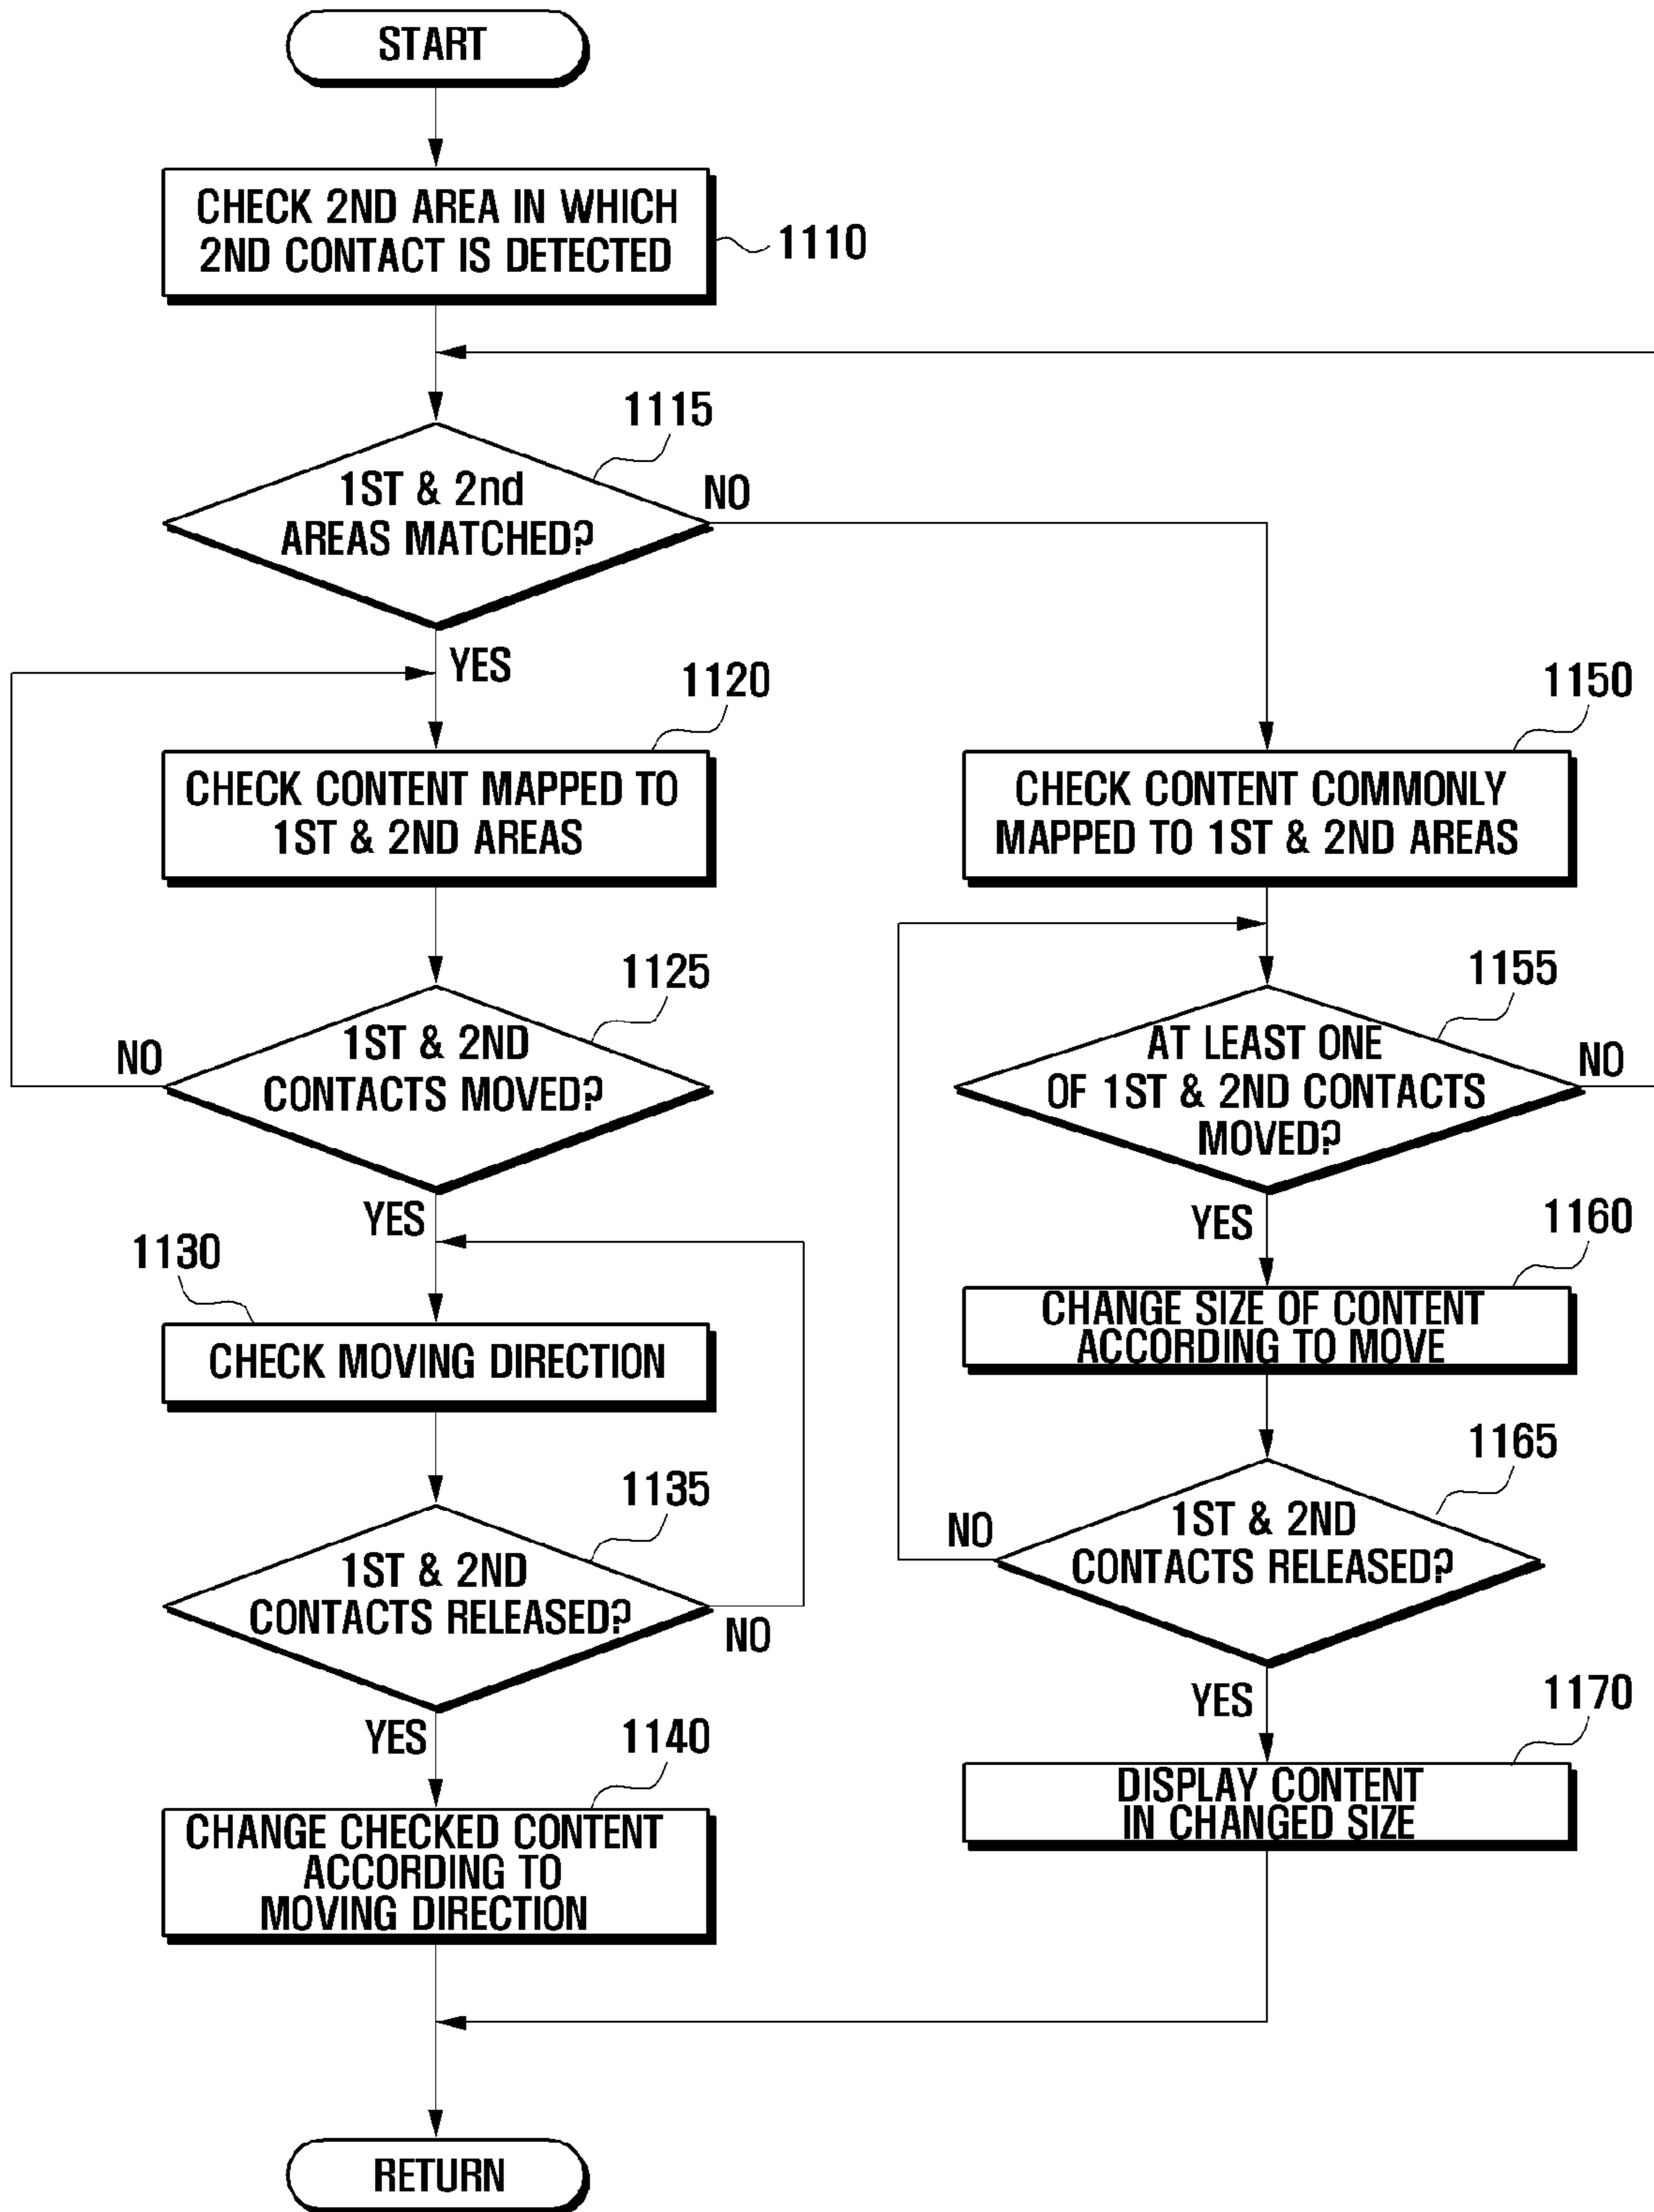 START
CHECK 2ND AREA IN WHICH
2ND CONTACT IS DETECTED
1110
1115
1ST & 2nd
AREAS MATCHED?
NO
YES
1120
CHECK CONTENT MAPPED TO
1ST & 2ND AREAS
1125
1ST & 2ND
CONTACTS MOVED?
NO
YES
1130
CHECK MOVING DIRECTION
1135
1ST & 2ND
CONTACTS RELEASED?
NO
YES
1140
CHANGE CHECKED CONTENT
ACCORDING TO
MOVING DIRECTION
1150
CHECK CONTENT COMMONLY
MAPPED TO 1ST & 2ND AREAS
1155
AT LEAST ONE
OF 1ST & 2ND CONTACTS
MOVED?
NO
YES
1160
CHANGE SIZE OF CONTENT
ACCORDING TO MOVE
1165
1ST & 2ND
CONTACTS RELEASED?
NO
YES
1170
DISPLAY CONTENT
IN CHANGED SIZE
RETURN